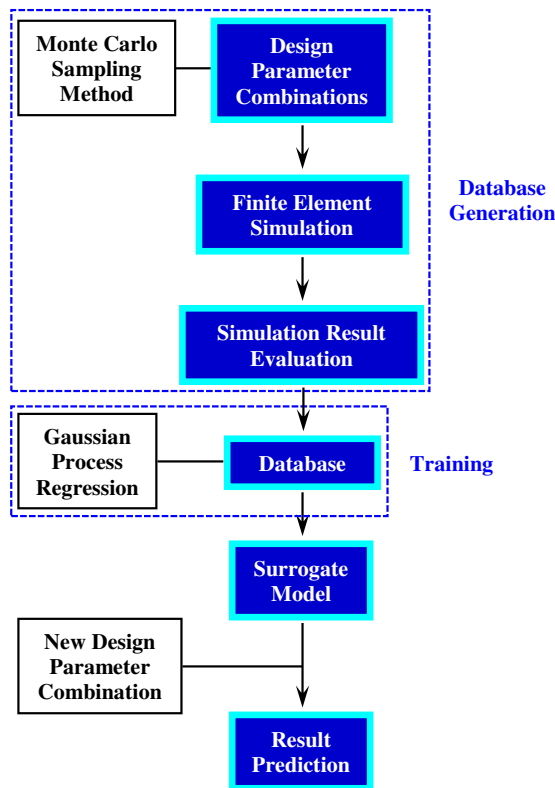 Monte Carlo
Sampling
Method
Design
Parameter
Combinations
Finite Element
Simulation
Database
Generation
Simulation Result
Evaluation
Gaussian
Process
Regression
Database
Training
Surrogate
Model
New Design
Parameter
Combination
Result
Prediction